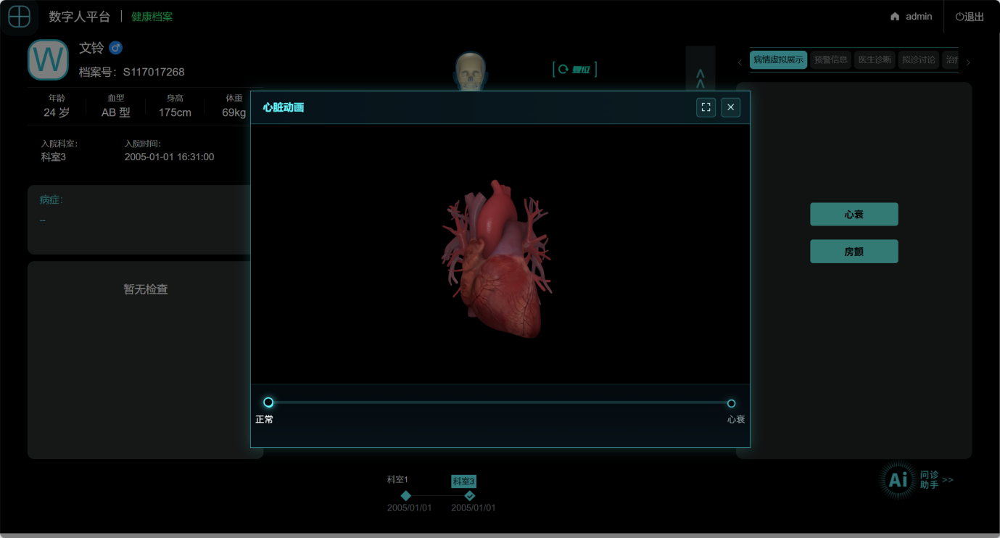 数字人平台 | 健康档案
admin
退出
W
文铃
档案号：S117017268
年龄 血型 身高 体重
24 岁 AB 型 175cm 69kg
入院科室： 入院时间：
科室3 2005-01-01 16:31:00
病症：
--
暂无检查
[ 复位 ]
病情虚拟展示 预警信息 医生诊断 拟诊讨论
心脏动画
正常 心衰
心衰
房颤
科室1 科室3
2005/01/01 2005/01/01
Ai 问诊
助手 >>